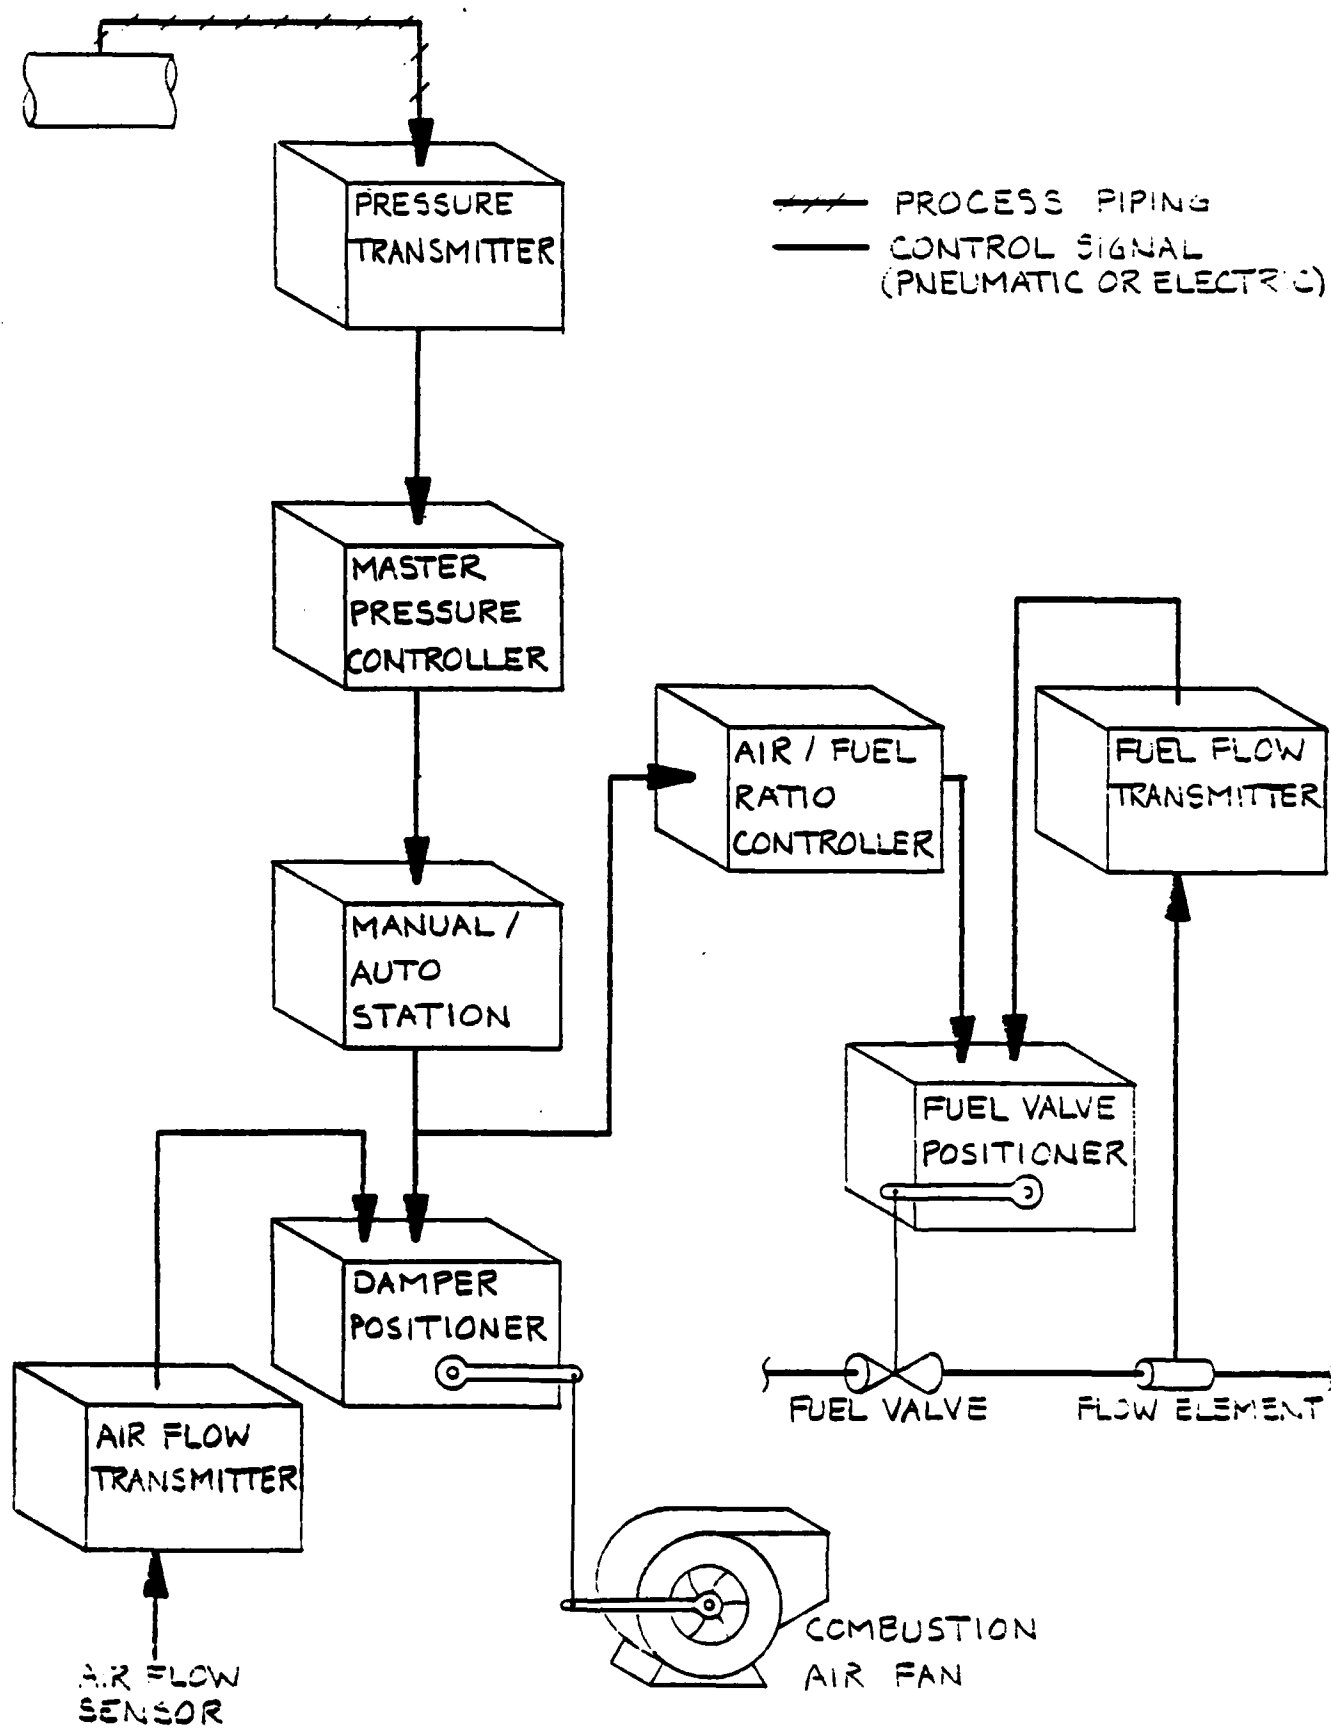 PRESSURE
TRANSMITTER
PROCESS PIPING
CONTROL SIGNAL
(PNEUMATIC OR ELECTRIC)
MASTER
PRESSURE
CONTROLLER
AIR / FUEL
RATIO
CONTROLLER
FUEL FLOW
TRANSMITTER
MANUAL /
AUTO
STATION
FUEL VALVE
POSITIONER
DAMPER
POSITIONER
FUEL VALVE
FLOW ELEMENT
AIR FLOW
TRANSMITTER
COMBUSTION
AIR FAN
AIR FLOW
SENSOR